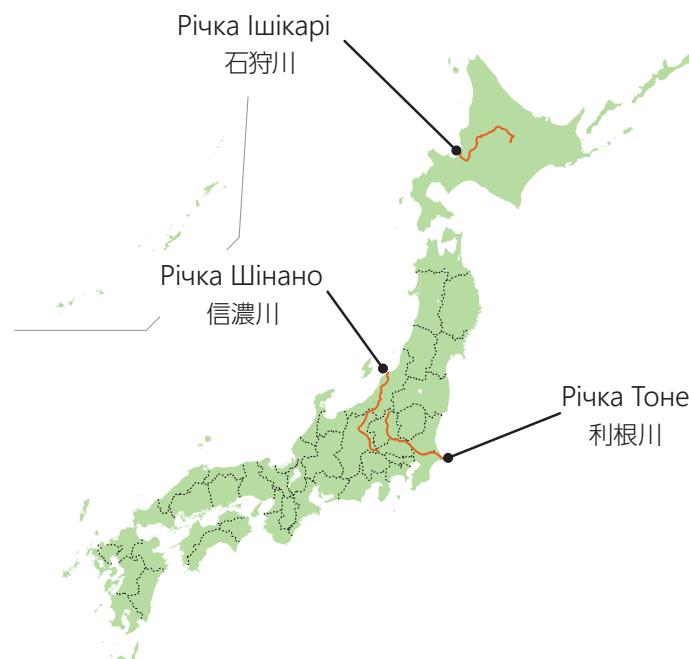 Річка Ішікарі
石狩川
Річка Шінано
信濃川
Річка Тоне
利根川